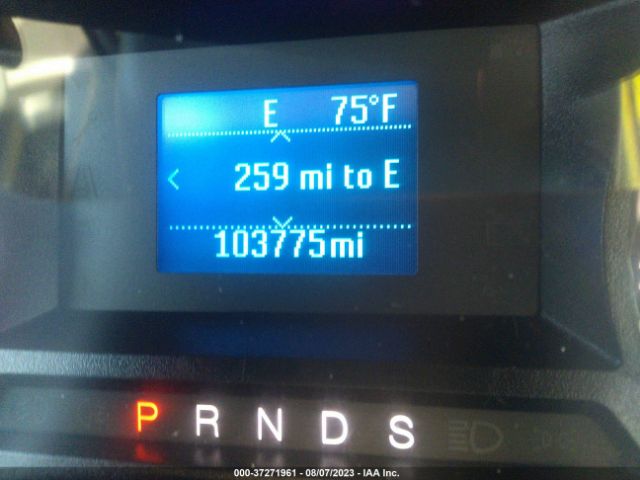 E 75°F
259 mi to E
103775mi
P R N D S
000-37271961 - 08/07/2023 - IAA Inc.